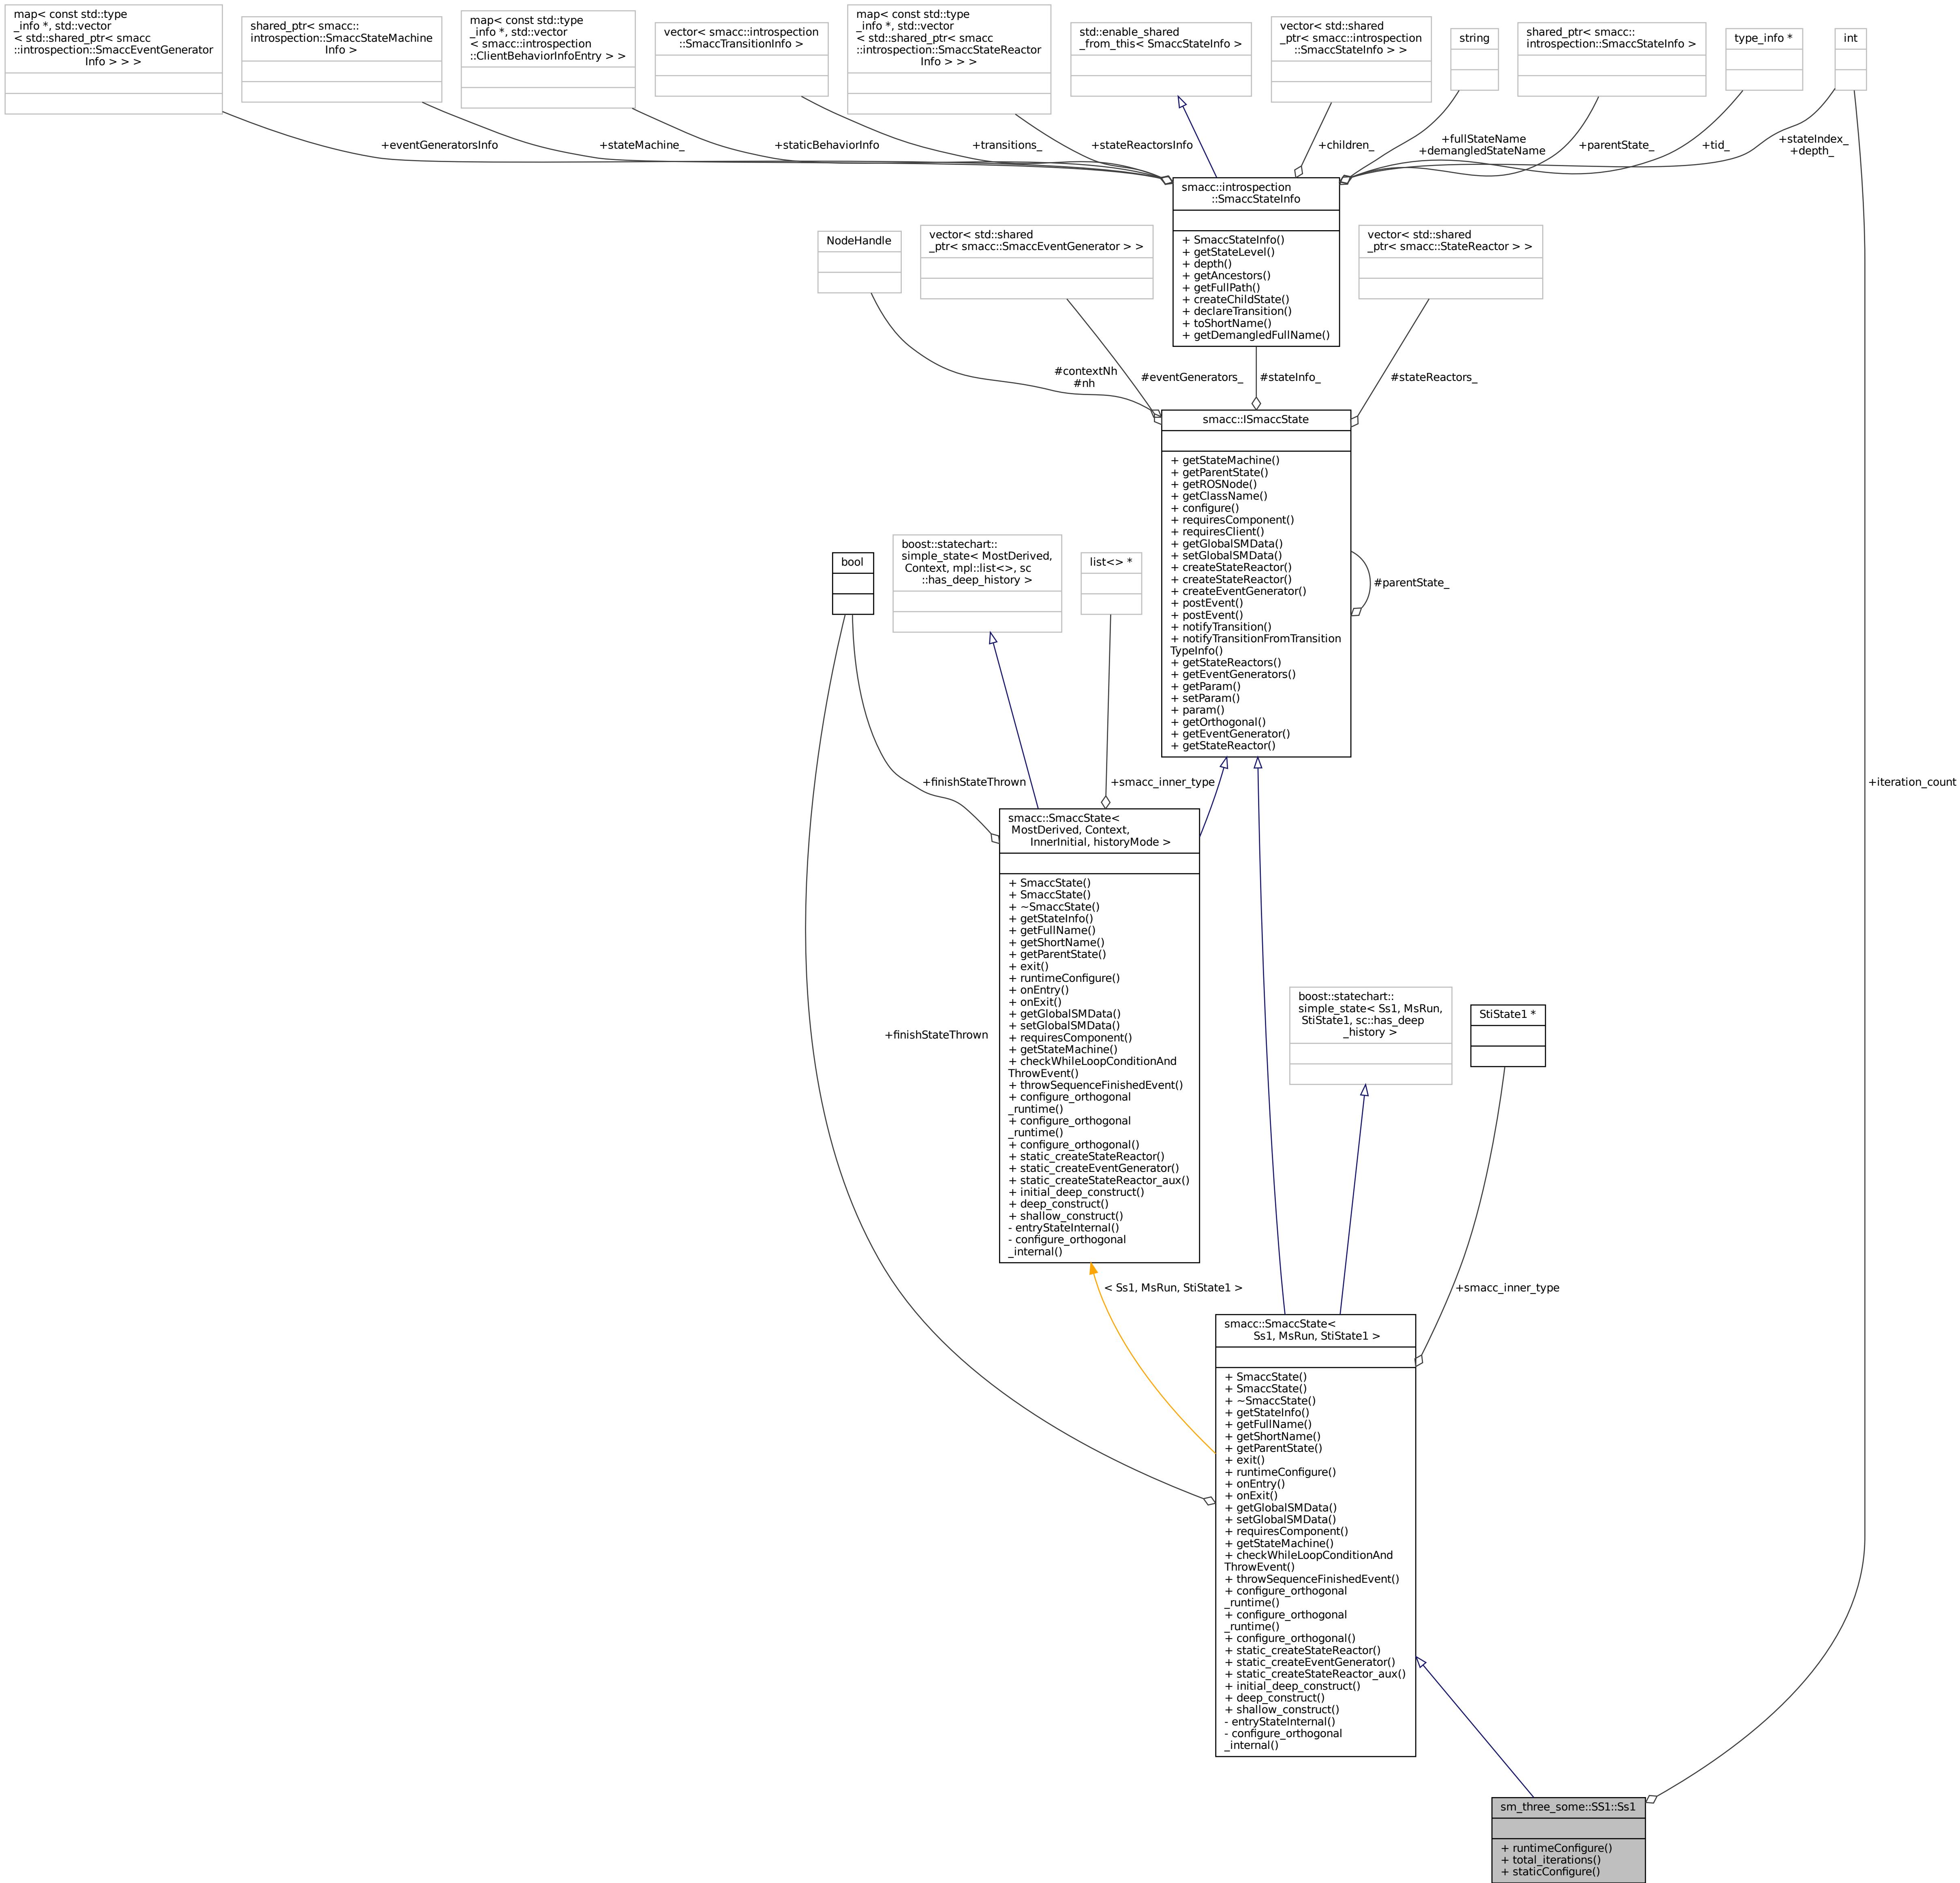 map< const std::type
_info *, std::vector
< std::shared_ptr< smacc
::introspection::SmaccEventGenerator
Info > > >
shared_ptr< smacc::
introspection::SmaccStateMachine
Info >
map< const std::type
_info *, std::vector
< smacc::introspection
::ClientBehaviorInfoEntry > >
vector< smacc::introspection
::SmaccTransitionInfo >
map< const std::type
_info *, std::vector
< std::shared_ptr< smacc
::introspection::SmaccStateReactor
Info > > >
std::enable_shared
_from_this< SmaccStateInfo >
vector< std::shared
_ptr< smacc::introspection
::SmaccStateInfo > >
string
shared_ptr< smacc::
introspection::SmaccStateInfo >
type_info *
int
+eventGeneratorsInfo
+stateMachine_
+staticBehaviorInfo
+transitions_
+stateReactorsInfo
+children_
+fullStateName
+demangledStateName
+parentState_
+tid_
+stateIndex_
+depth_
smacc::introspection
::SmaccStateInfo
+ SmaccStateInfo()
+ getStateLevel()
+ depth()
+ getAncestors()
+ getFullPath()
+ createChildState()
+ declareTransition()
+ toShortName()
+ getDemangledFullName()
NodeHandle
vector< std::shared
_ptr< smacc::SmaccEventGenerator > >
vector< std::shared
_ptr< smacc::StateReactor > >
#contextNh
#nh
#eventGenerators_
#stateInfo_
#stateReactors_
smacc::ISmaccState
+ getStateMachine()
+ getParentState()
+ getROSNode()
+ getClassName()
+ configure()
+ requiresComponent()
+ requiresClient()
+ getGlobalSMData()
+ setGlobalSMData()
+ createStateReactor()
+ createStateReactor()
+ createEventGenerator()
+ postEvent()
+ postEvent()
+ notifyTransition()
+ notifyTransitionFromTransition
TypeInfo()
+ getStateReactors()
+ getEventGenerators()
+ getParam()
+ setParam()
+ param()
+ getOrthogonal()
+ getEventGenerator()
+ getStateReactor()
#parentState_
bool
boost::statechart::
simple_state< MostDerived,
Context, mpl::list<>, sc
::has_deep_history >
list<> *
+finishStateThrown
+smacc_inner_type
+iteration_count
smacc::SmaccState<
MostDerived, Context,
InnerInitial, historyMode >
+ SmaccState()
+ SmaccState()
+ ~SmaccState()
+ getStateInfo()
+ getFullName()
+ getShortName()
+ getParentState()
+ exit()
+ runtimeConfigure()
+ onEntry()
+ onExit()
+ getGlobalSMData()
+ setGlobalSMData()
+ requiresComponent()
+ getStateMachine()
+ checkWhileLoopConditionAnd
ThrowEvent()
+ throwSequenceFinishedEvent()
+ configure_orthogonal
_runtime()
+ configure_orthogonal
_runtime()
+ configure_orthogonal()
+ static_createStateReactor()
+ static_createEventGenerator()
+ static_createStateReactor_aux()
+ initial_deep_construct()
+ deep_construct()
+ shallow_construct()
- entryStateInternal()
- configure_orthogonal
_internal()
+finishStateThrown
boost::statechart::
simple_state< Ss1, MsRun,
StiState1, sc::has_deep
_history >
StiState1 *
< Ss1, MsRun, StiState1 >
+smacc_inner_type
smacc::SmaccState<
Ss1, MsRun, StiState1 >
+ SmaccState()
+ SmaccState()
+ ~SmaccState()
+ getStateInfo()
+ getFullName()
+ getShortName()
+ getParentState()
+ exit()
+ runtimeConfigure()
+ onEntry()
+ onExit()
+ getGlobalSMData()
+ setGlobalSMData()
+ requiresComponent()
+ getStateMachine()
+ checkWhileLoopConditionAnd
ThrowEvent()
+ throwSequenceFinishedEvent()
+ configure_orthogonal
_runtime()
+ configure_orthogonal
_runtime()
+ configure_orthogonal()
+ static_createStateReactor()
+ static_createEventGenerator()
+ static_createStateReactor_aux()
+ initial_deep_construct()
+ deep_construct()
+ shallow_construct()
- entryStateInternal()
- configure_orthogonal
_internal()
sm_three_some::SS1::Ss1
+ runtimeConfigure()
+ total_iterations()
+ staticConfigure()